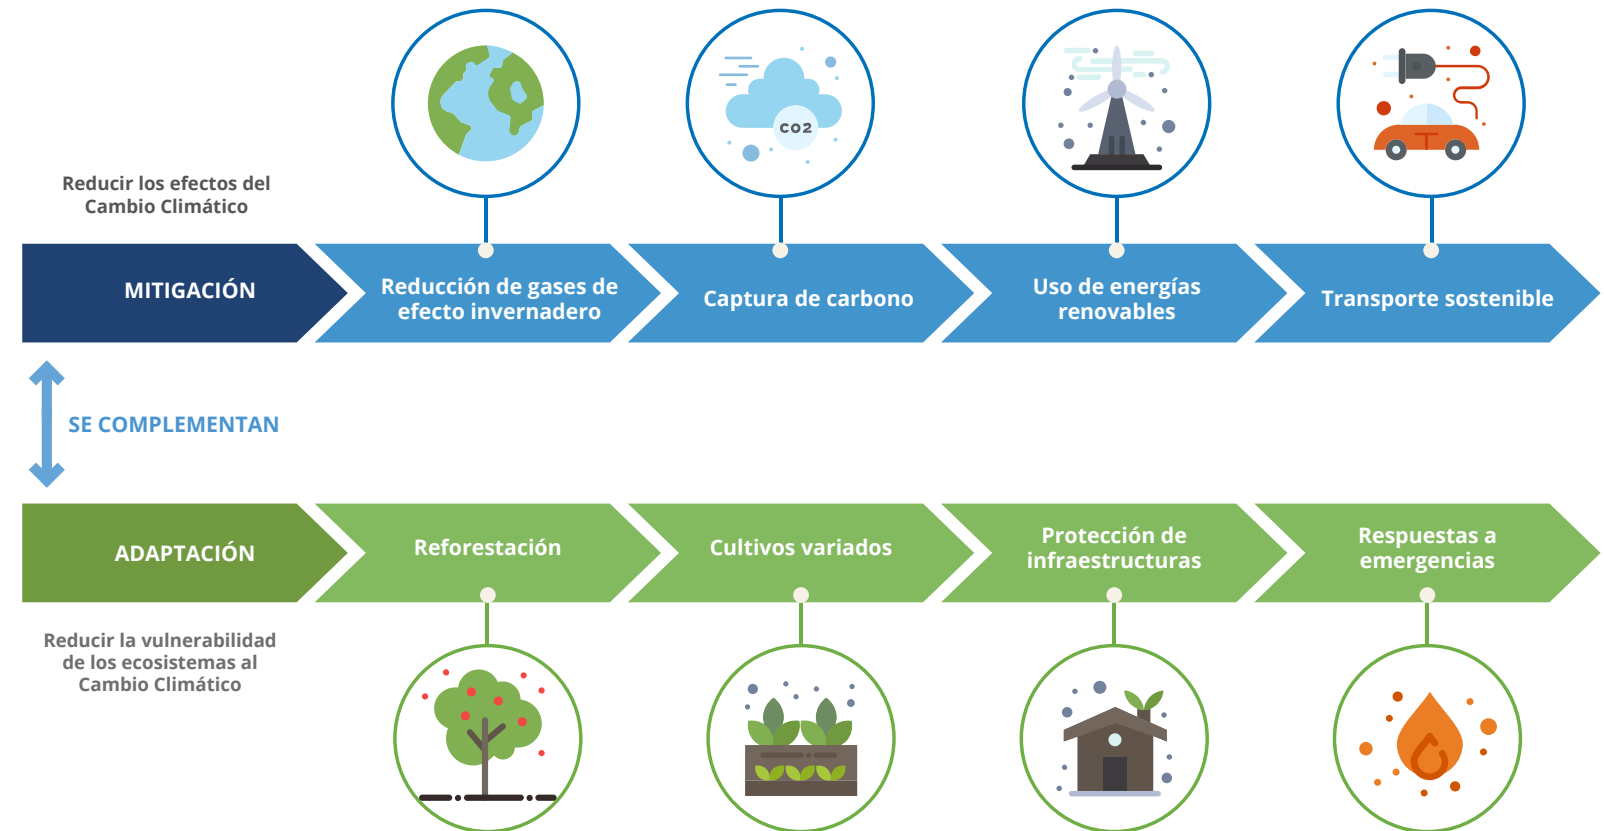 Reducir los efectos del
Cambio Climático
MITIGACIÓN
Reducción de gases de
efecto invernadero
CO2
Captura de carbono
Uso de energías
renovables
Transporte sostenible
SE COMPLEMENTAN
ADAPTACIÓN
Reforestación
Cultivos variados
Protección de
infraestructuras
Respuestas a
emergencias
Reducir la vulnerabilidad
de los ecosistemas al
Cambio Climático